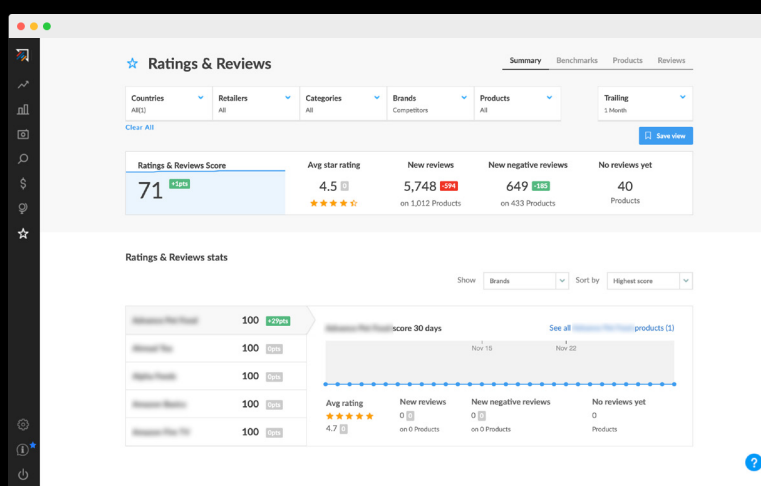 Ratings & Reviews
Summary Benchmarks Products Reviews
Countries Retailers Categories Brands Products Trailing
All(1) All All Competitors All 1 Month
Clear All
Save view
Ratings & Reviews Score Avg star rating New reviews New negative reviews No reviews yet
71 +1pts 4.5 0 5,748 -594 649 -185 40
on 1,012 Products on 433 Products Products
Ratings & Reviews stats
Show Brands Sort by Highest score
100 +29pts
score 30 days See all products (1)
100 0pts
Nov 15 Nov 22
100 0pts
100 0pts
100 0pts
Avg rating New reviews New negative reviews No reviews yet
0 0 0 0 0
4.7 0 on 0 Products on 0 Products Products
?